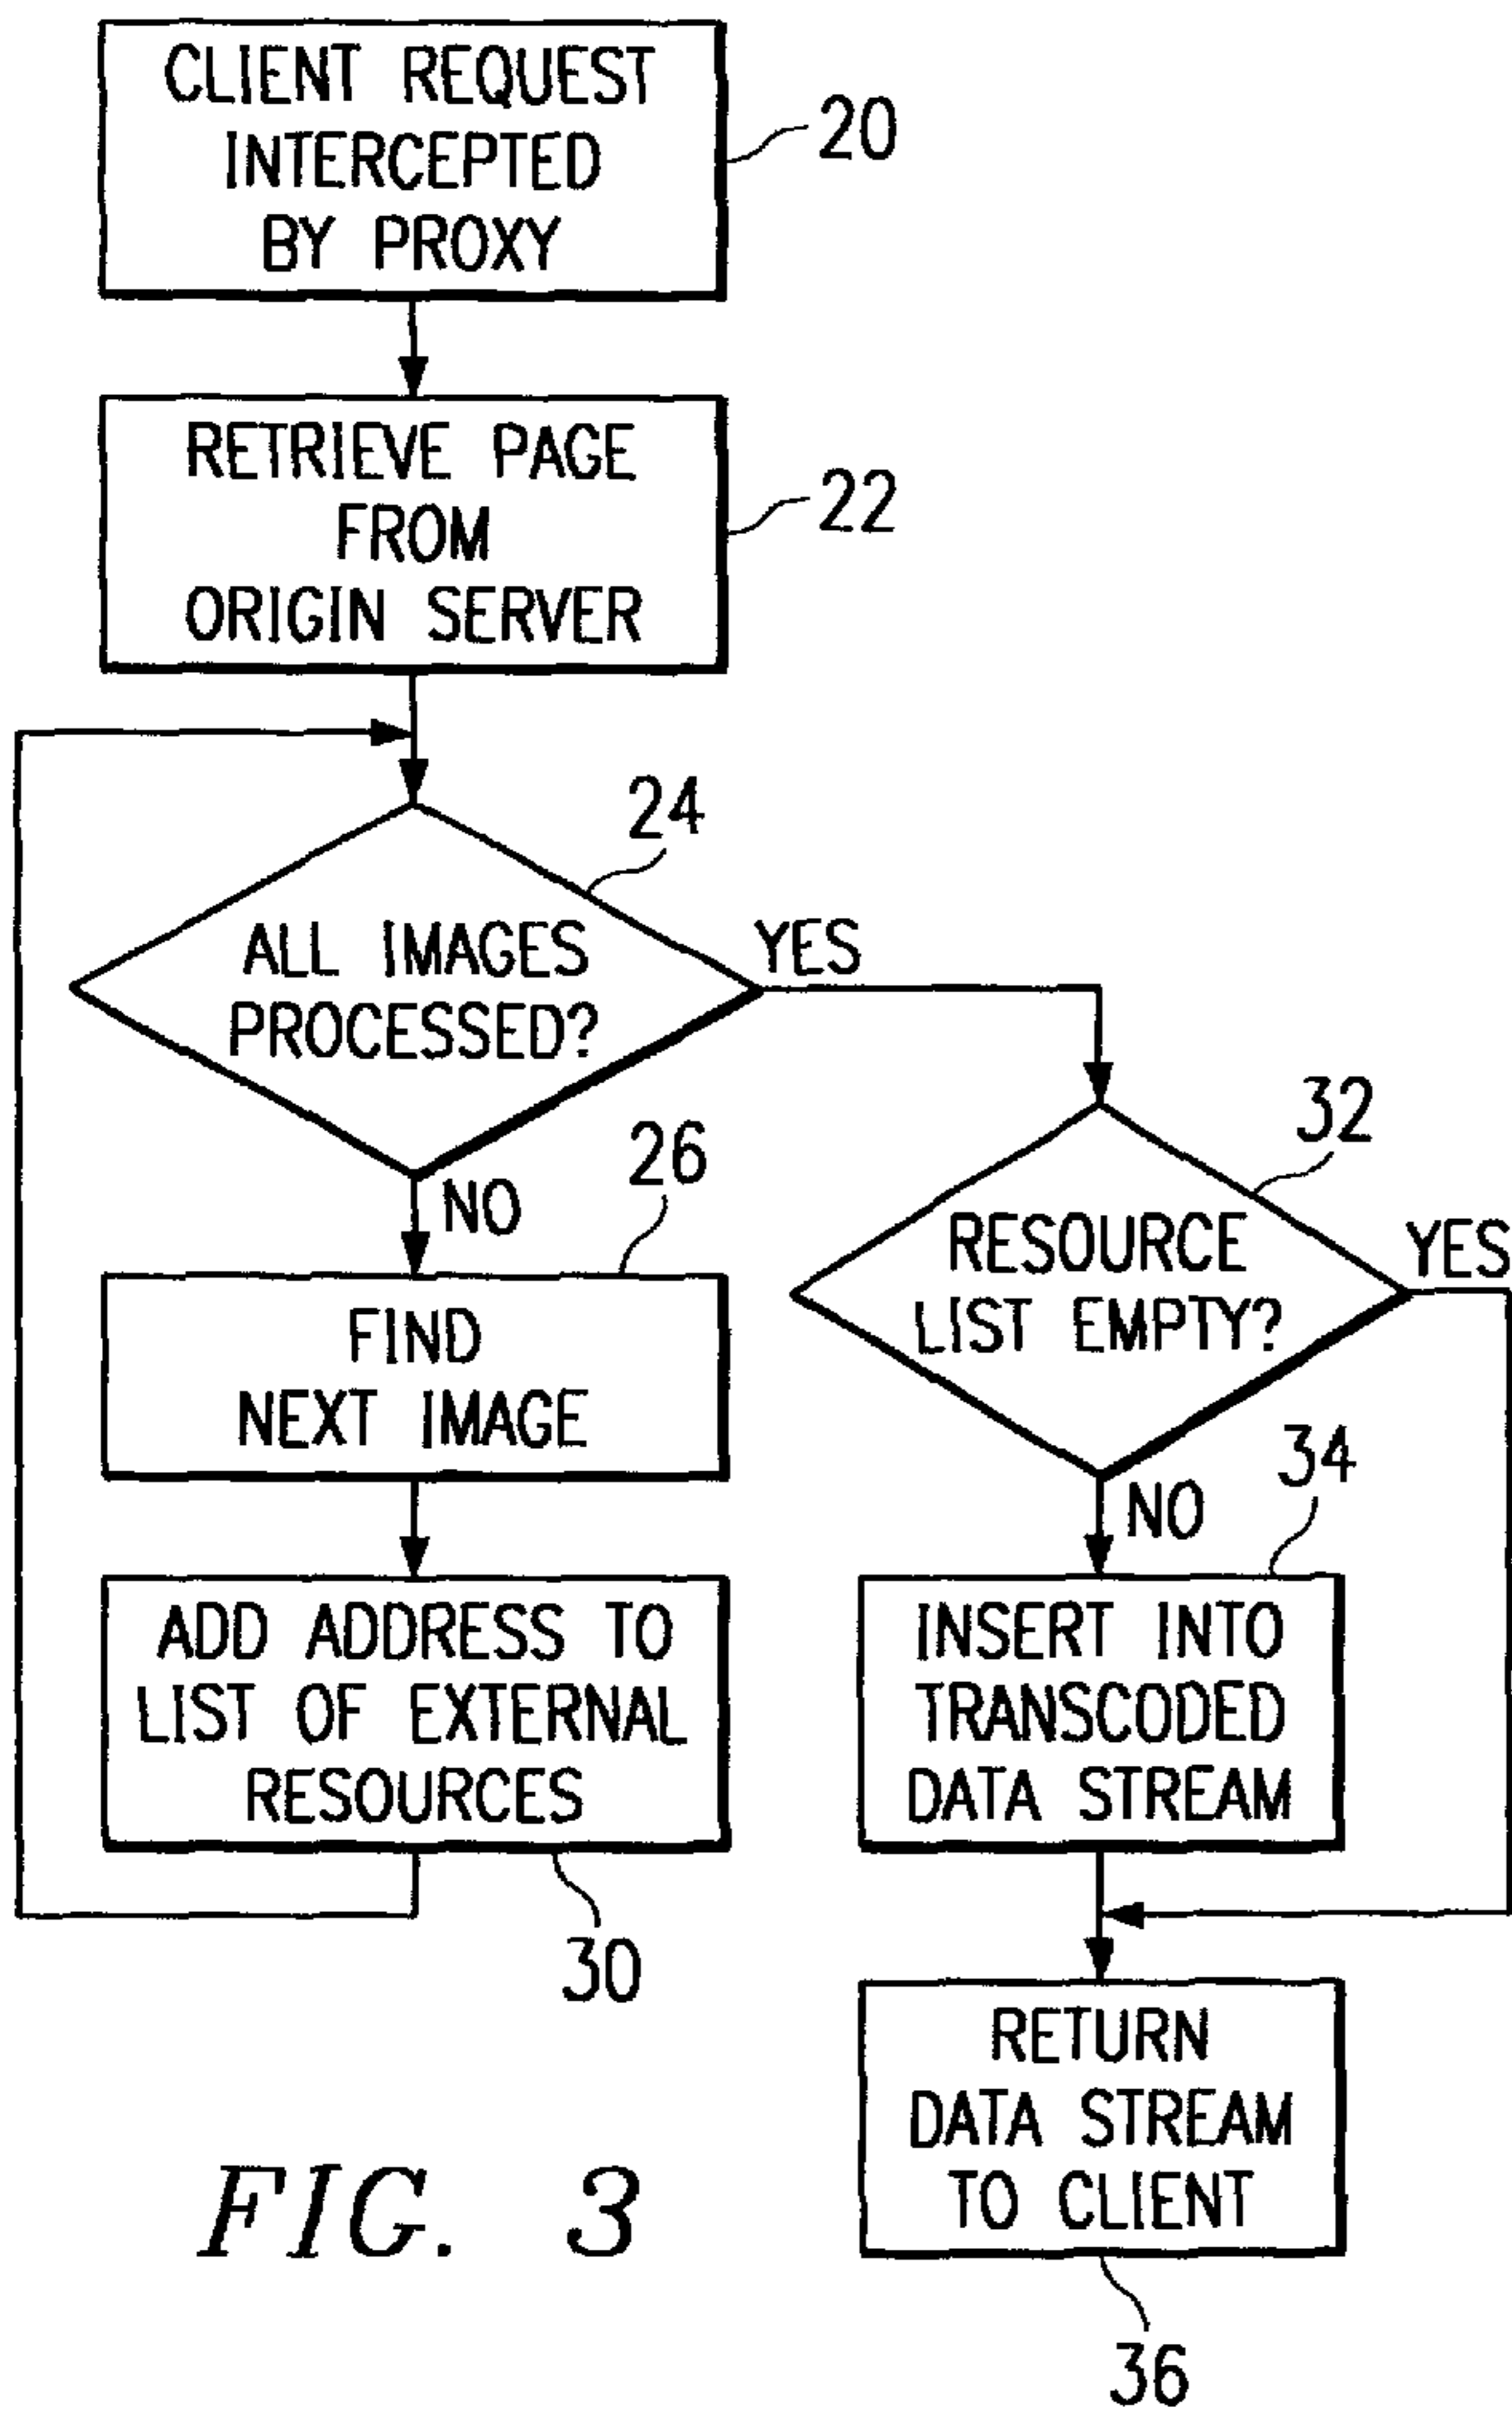 CLIENT REQUEST
INTERCEPTED
BY PROXY
20
RETRIEVE PAGE
FROM
ORIGIN SERVER
22
24
ALL IMAGES
PROCESSED?
YES
NO
26
FIND
NEXT IMAGE
ADD ADDRESS TO
LIST OF EXTERNAL
RESOURCES
30
32
RESOURCE
LIST EMPTY?
YES
NO
34
INSERT INTO
TRANSCODED
DATA STREAM
RETURN
DATA STREAM
TO CLIENT
36
FIG. 3